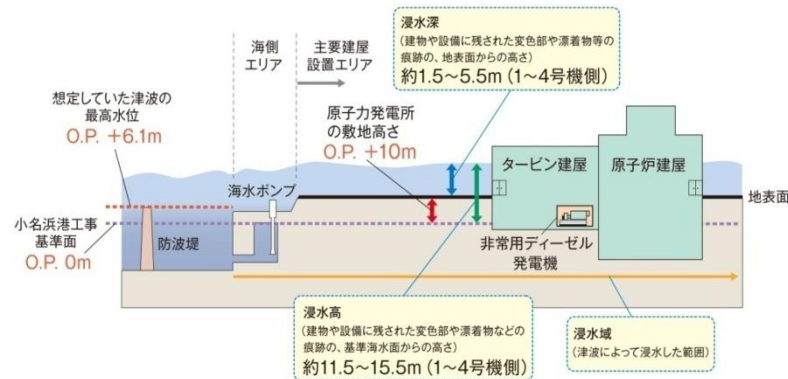 浸水深
(建物や設備に残された変色部や漂着物等の
痕跡の、地表面からの高さ)
約1.5～5.5m (1～4号機側)
海側
エリア
主要建屋
設置エリア
想定していた津波の
最高水位
O.P. +6.1m
原子力発電所
の敷地高さ
O.P. +10m
タービン建屋
原子炉建屋
海水ポンプ
地表面
小名浜港工事
基準面
O.P. 0m
防波堤
非常用ディーゼル
発電機
浸水高
(建物や設備に残された変色部や漂着物などの
痕跡の、基準海水面からの高さ)
約11.5～15.5m (1～4号機側)
浸水域
(津波によって浸水した範囲)